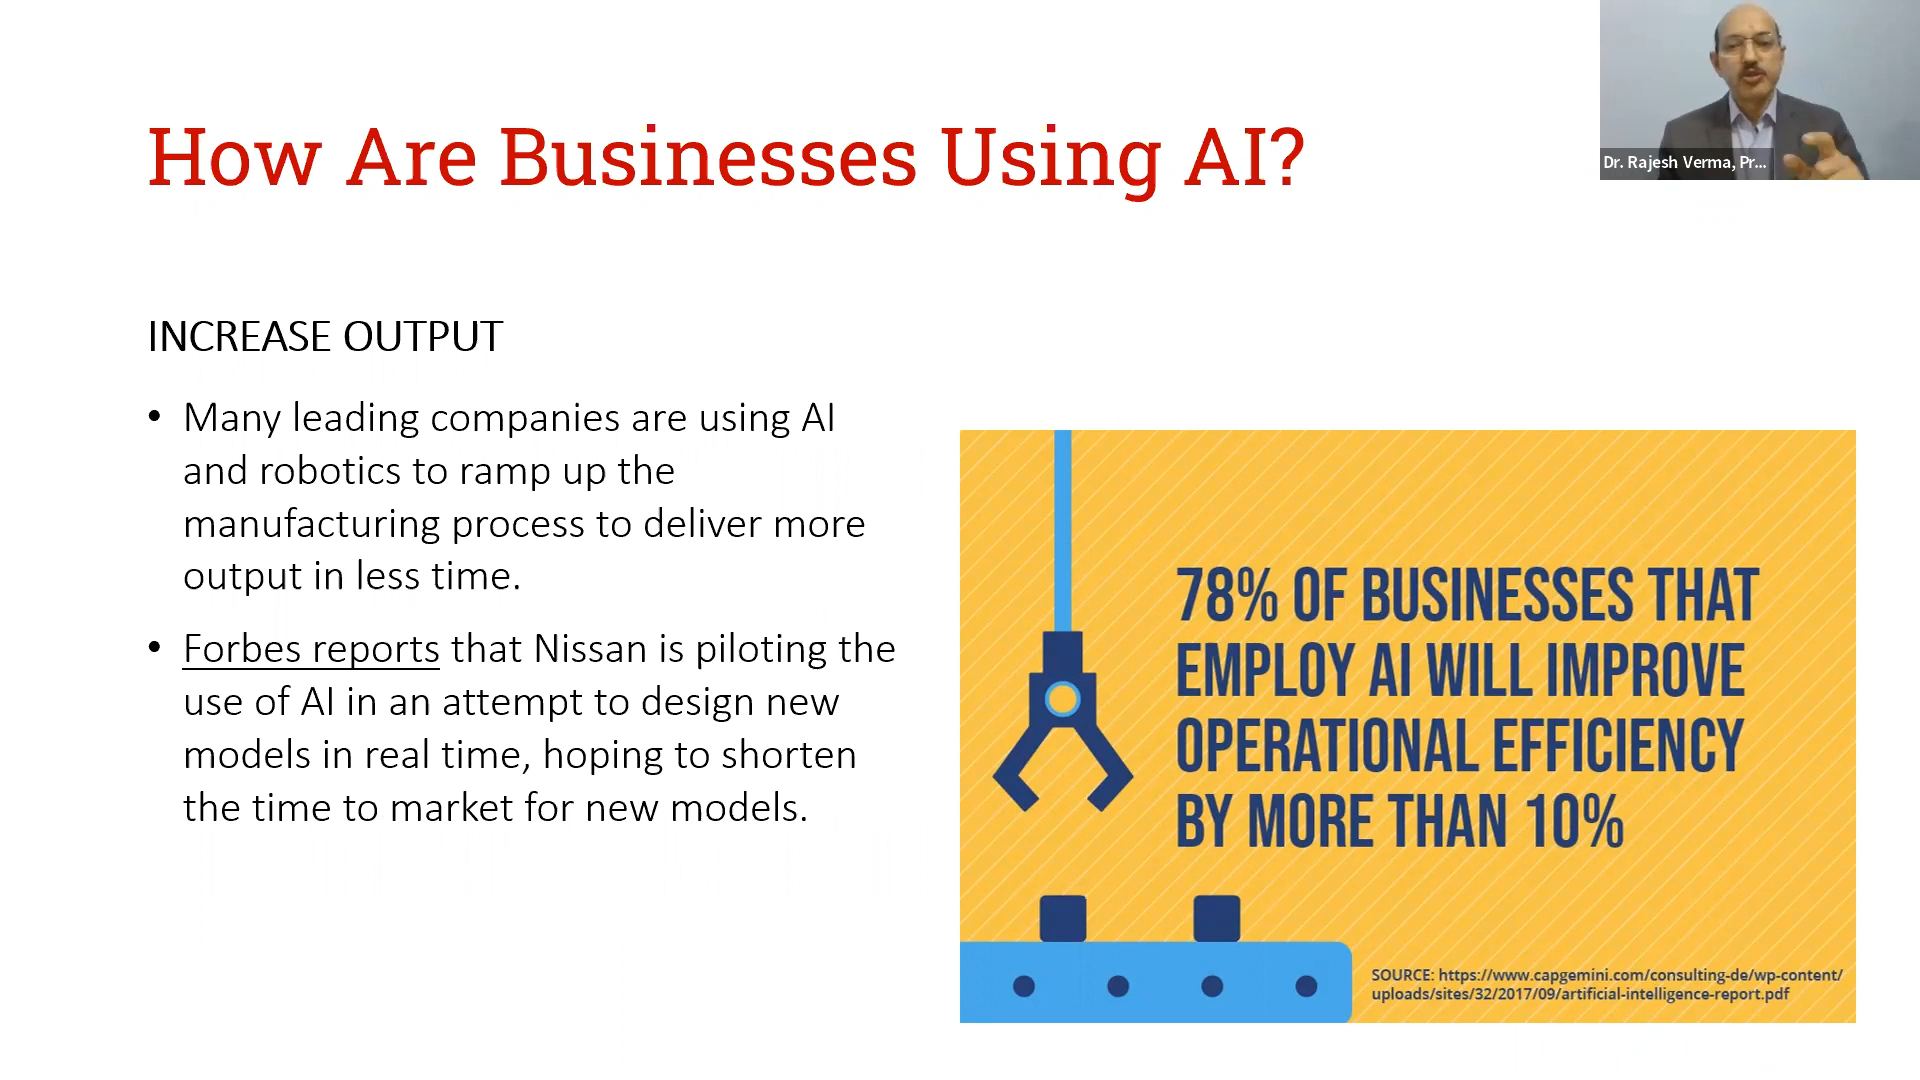 How Are Businesses Using AI?
Dr. Rajesh Verma, Pr...
INCREASE OUTPUT
• Many leading companies are using AI
and robotics to ramp up the
manufacturing process to deliver more
output in less time.
• Forbes reports that Nissan is piloting the
use of AI in an attempt to design new
models in real time, hoping to shorten
the time to market for new models.
78% OF BUSINESSES THAT
EMPLOY AI WILL IMPROVE
OPERATIONAL EFFICIENCY
BY MORE THAN 10%
SOURCE: https://www.capgemini.com/consulting-de/wp-content/
uploads/sites/32/2017/09/artificial-intelligence-report.pdf